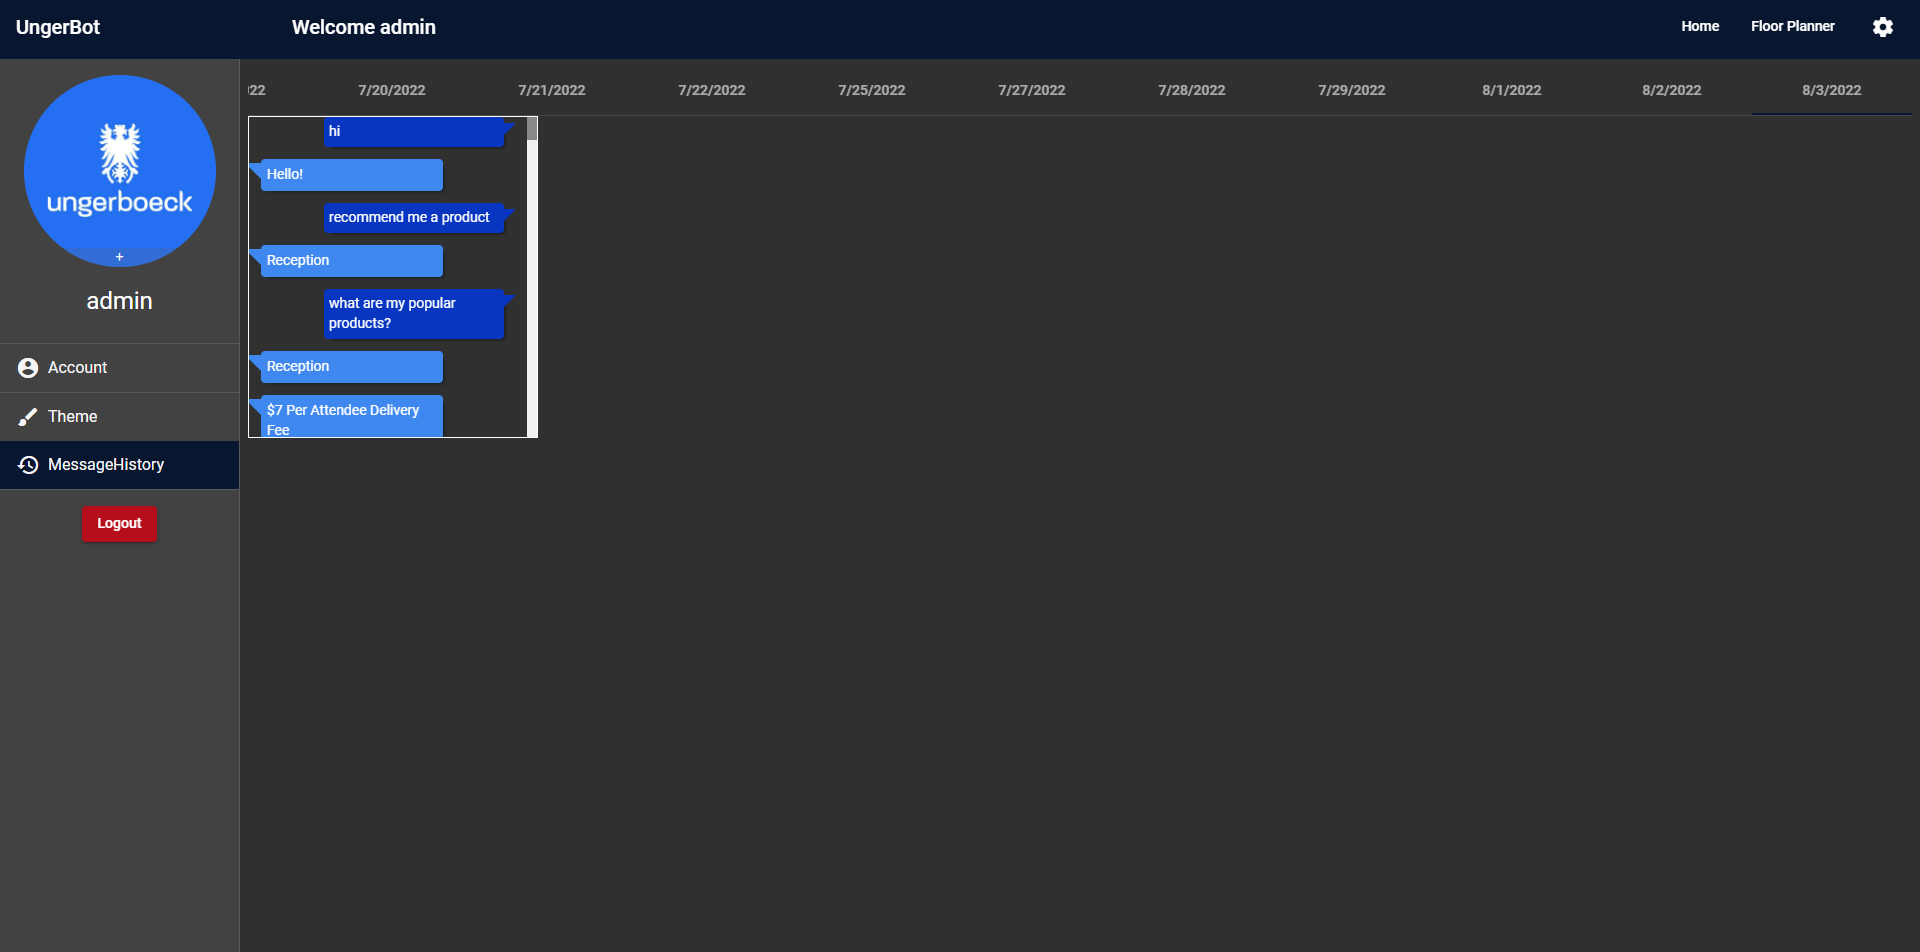 UngerBot
Welcome admin
Home
Floor Planner
ungerboeck
+
admin
Account
Theme
MessageHistory
Logout
22
7/20/2022
7/21/2022
7/22/2022
7/25/2022
7/27/2022
7/28/2022
7/29/2022
8/1/2022
8/2/2022
8/3/2022
hi
Hello!
recommend me a product
Reception
what are my popular
products?
Reception
$7 Per Attendee Delivery
Fee